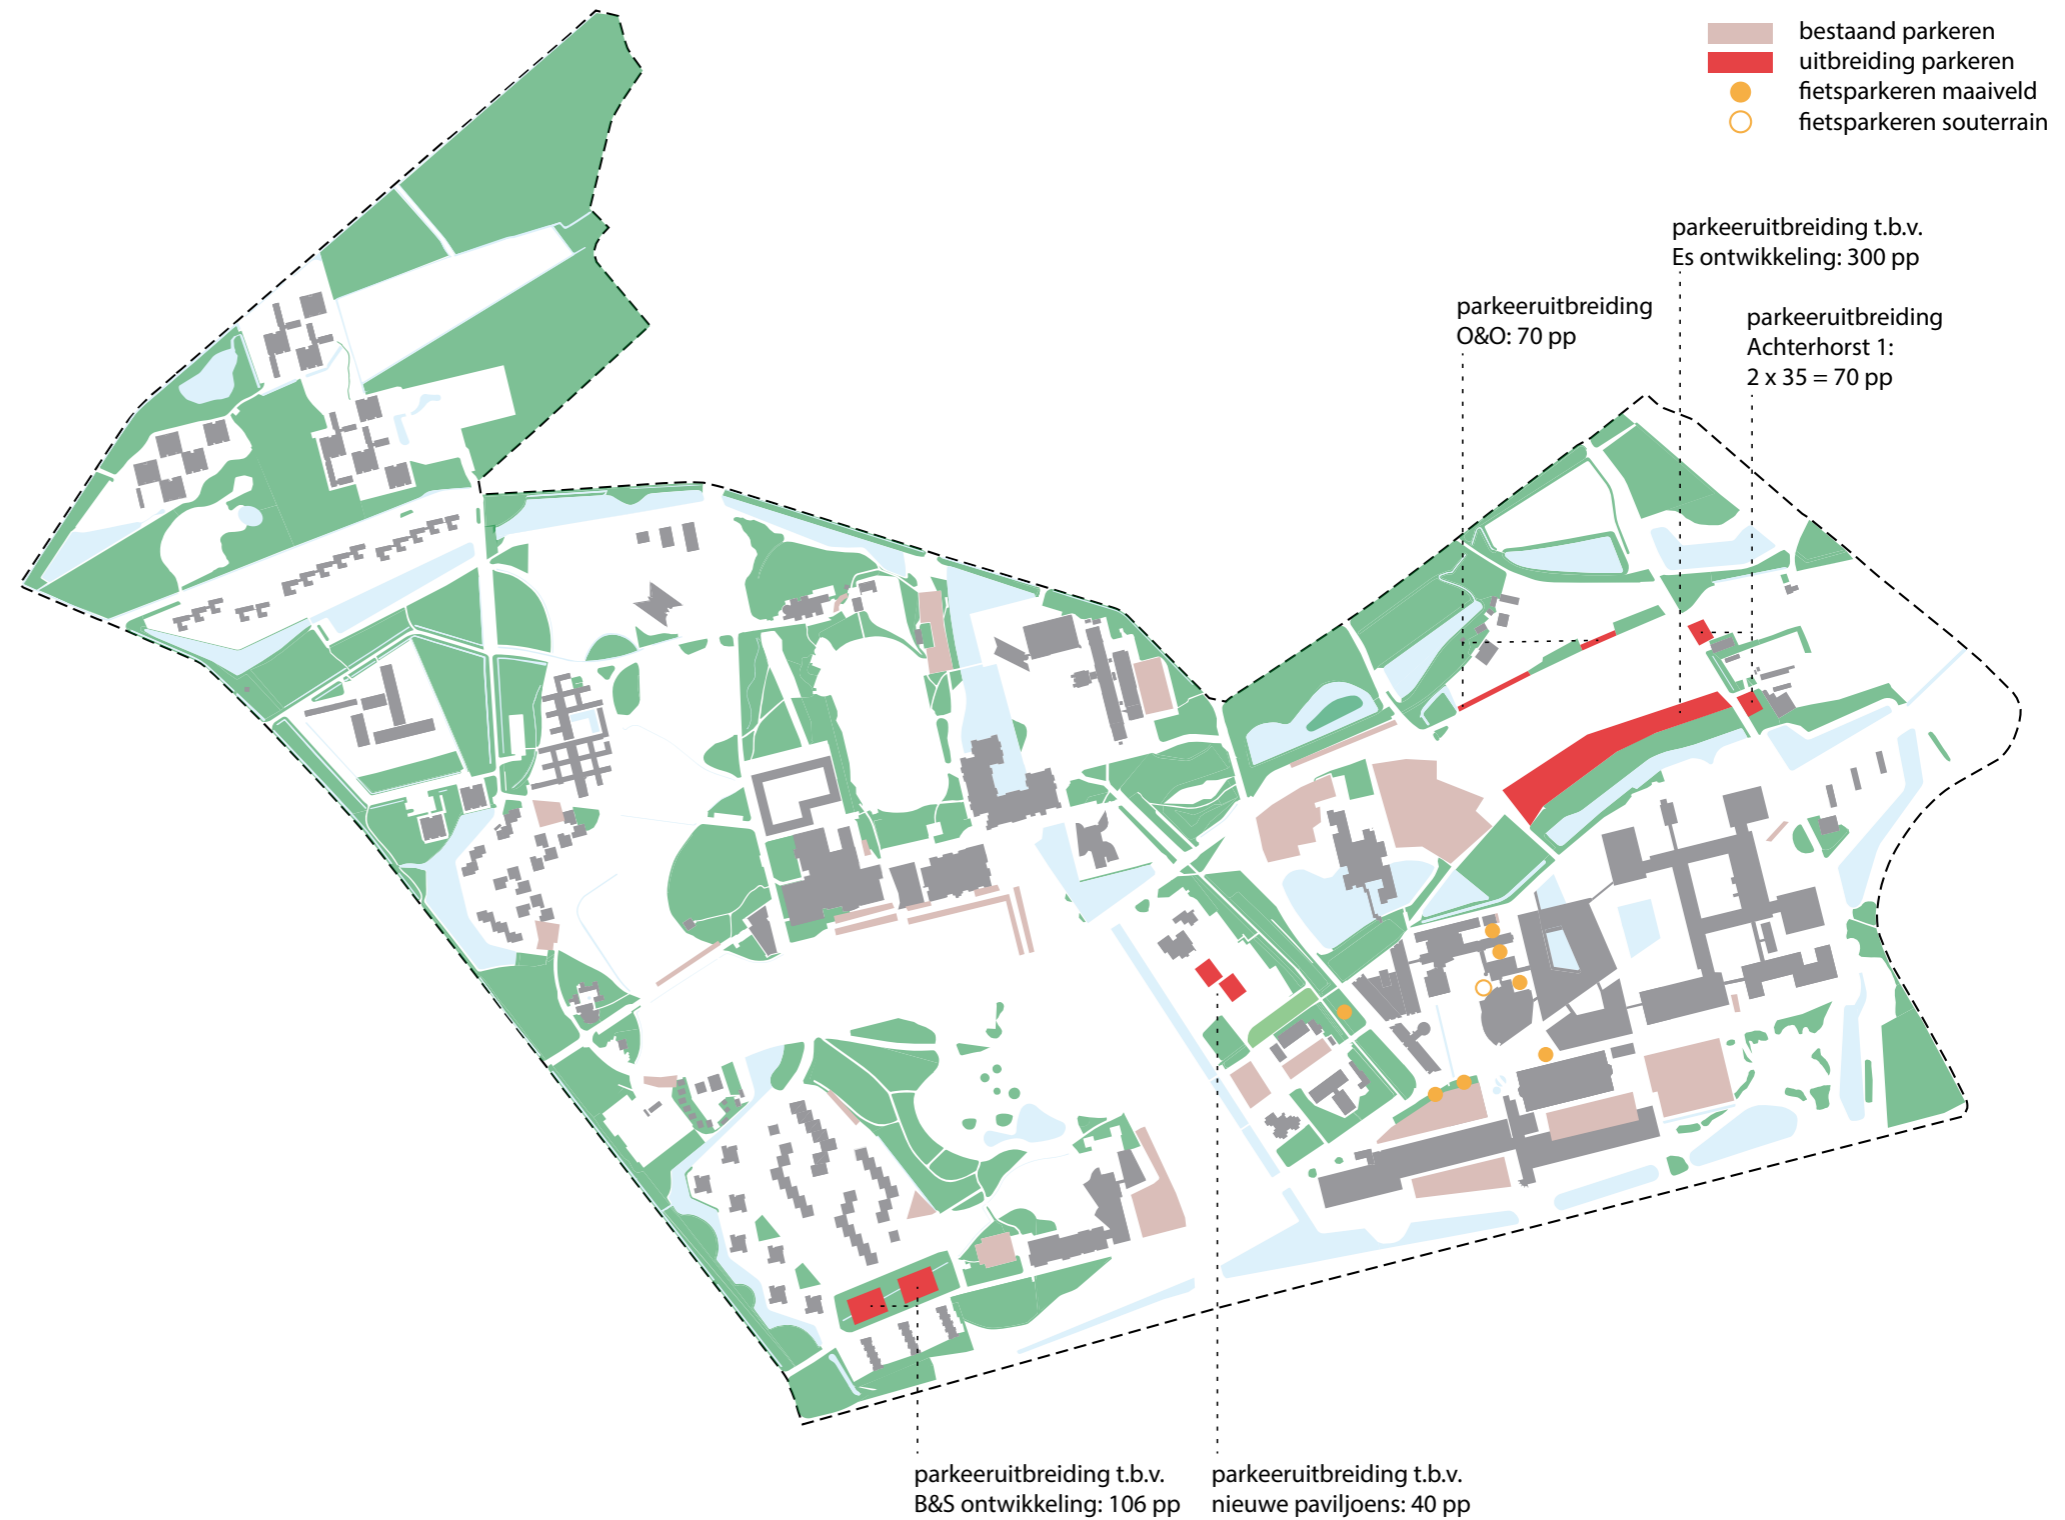 bestaand parkeren
uitbreiding parkeren
fietsparkeren maaiveld
fietsparkeren souterrain
parkeeruitbreiding t.b.v.
Es ontwikkeling: 300 pp
parkeeruitbreiding
O&O: 70 pp
parkeeruitbreiding
Achterhorst 1:
2 x 35 = 70 pp
parkeeruitbreiding t.b.v.
B&S ontwikkeling: 106 pp
parkeeruitbreiding t.b.v.
nieuwe paviljoens: 40 pp